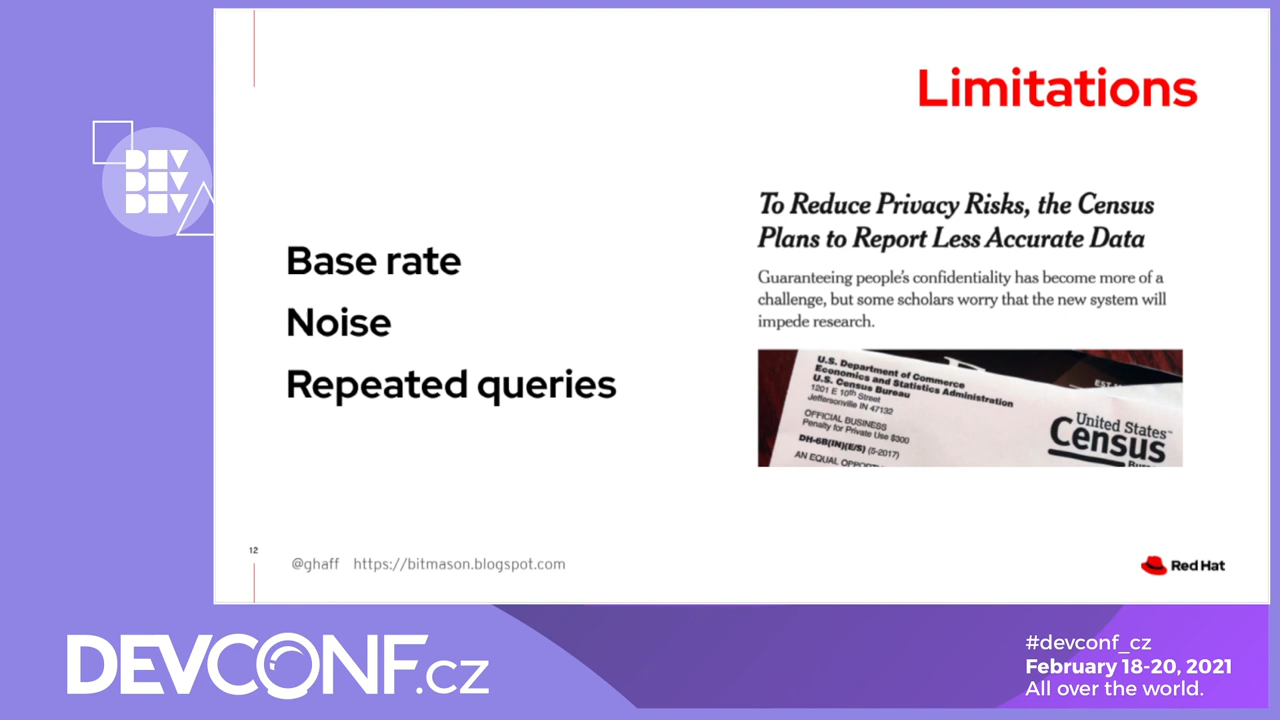 DEV
DEV
DEV
Limitations
Base rate
Noise
Repeated queries
To Reduce Privacy Risks, the Census
Plans to Report Less Accurate Data
Guaranteeing people's confidentiality has become more of a
challenge, but some scholars worry that the new system will
impede research.
U.S. Department of Commerce
Economics and Statistics Administration
U.S. Census Bureau
1201 E 10th Street
Jeffersonville IN 47132
OFFICIAL BUSINESS
Penalty for Private Use $300
DH-6B(IN)(E/S) (5-2017)
AN EQUAL
United States™
Census
12
@ghaff https://bitmason.blogspot.com
Red Hat
DEVCONF.cz
#devconf_cz
February 18-20, 2021
All over the world.